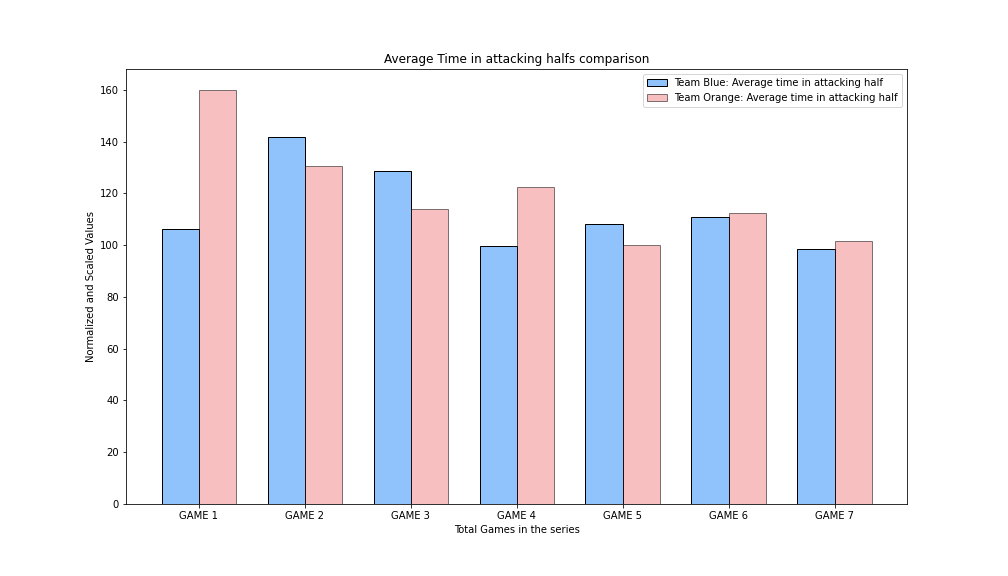 Average Time in attacking halfs comparison
Team Blue: Average time in attacking half
Team Orange: Average time in attacking half
Normalized and Scaled Values
160
140
120
100
80
60
40
20
0
GAME 1 GAME 2 GAME 3 GAME 4 GAME 5 GAME 6 GAME 7
Total Games in the series